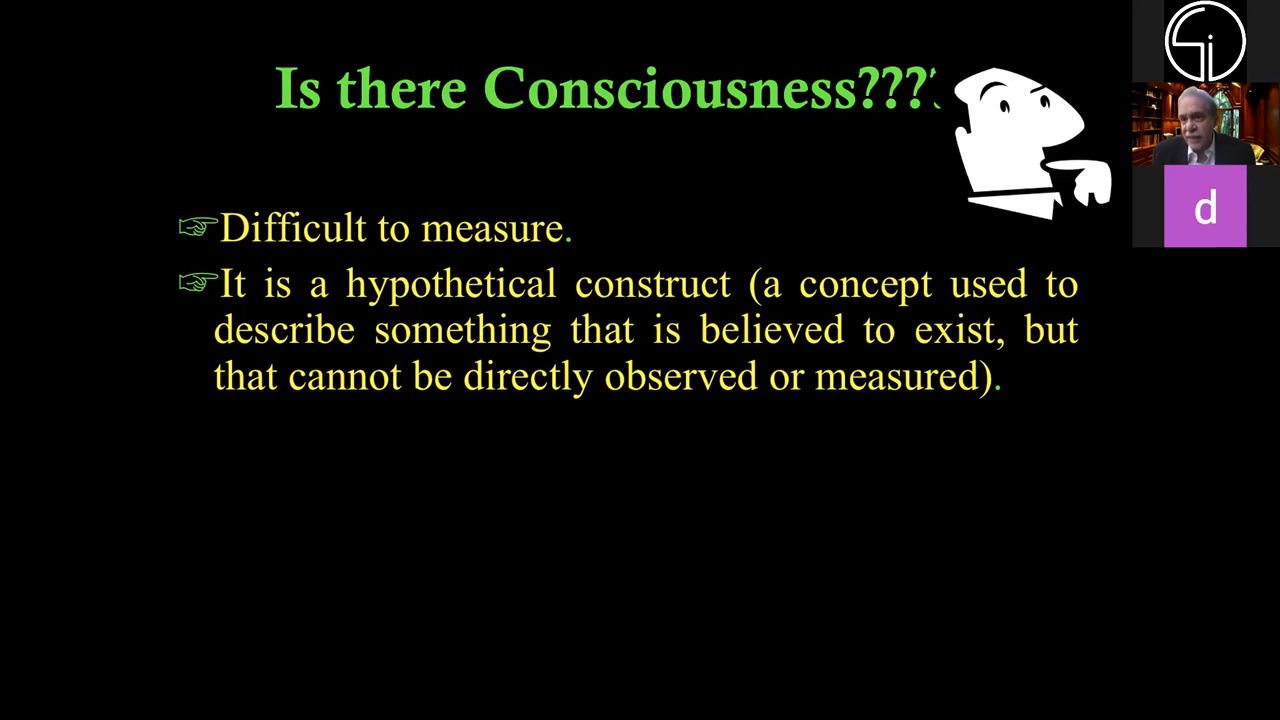 Is there Consciousness????
☞Difficult to measure.
☞It is a hypothetical construct (a concept used to
describe something that is believed to exist, but
that cannot be directly observed or measured).
d